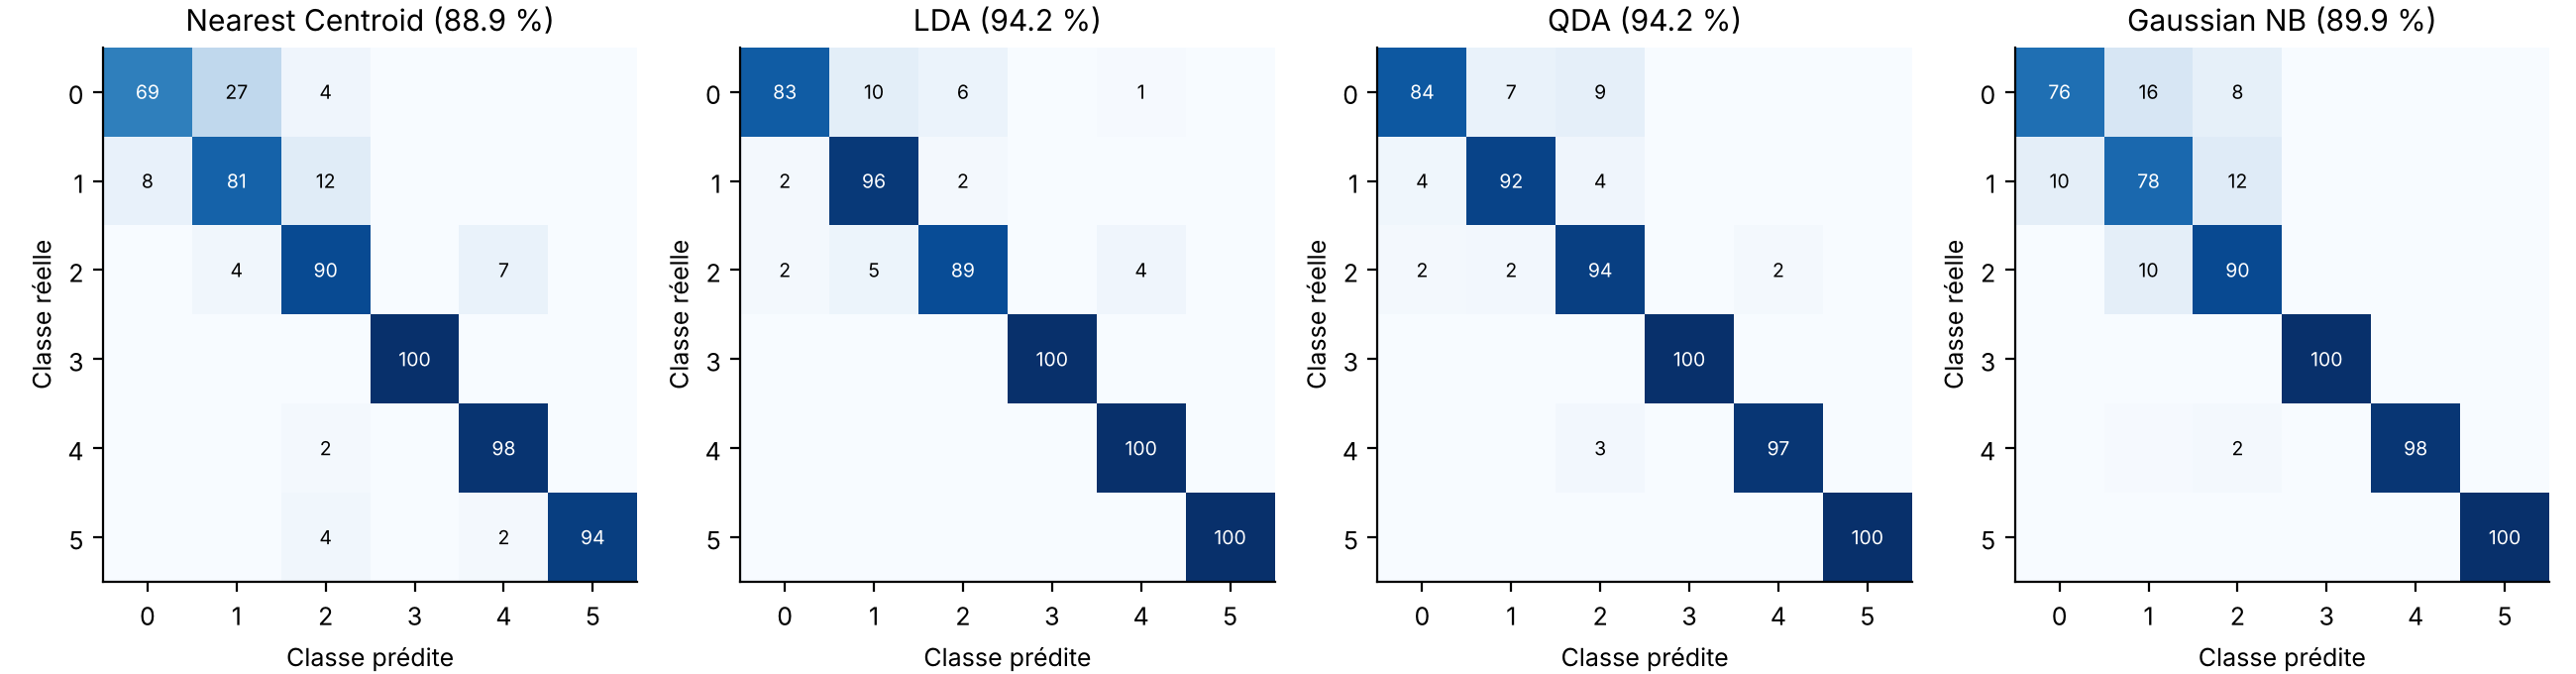 Nearest Centroid (88.9 %)
Classe réelle
0 69 27 4
1 8 81 12
2 4 90 7
3 100
4 2 98
5 4 2 94
0 1 2 3 4 5
Classe prédite
LDA (94.2 %)
Classe réelle
0 83 10 6 1
1 2 96 2
2 2 5 89 4
3 100
4 100
5 100
0 1 2 3 4 5
Classe prédite
QDA (94.2 %)
Classe réelle
0 84 7 9
1 4 92 4
2 2 2 94 2
3 100
4 3 97
5 100
0 1 2 3 4 5
Classe prédite
Gaussian NB (89.9 %)
Classe réelle
0 76 16 8
1 10 78 12
2 10 90
3 100
4 2 98
5 100
0 1 2 3 4 5
Classe prédite